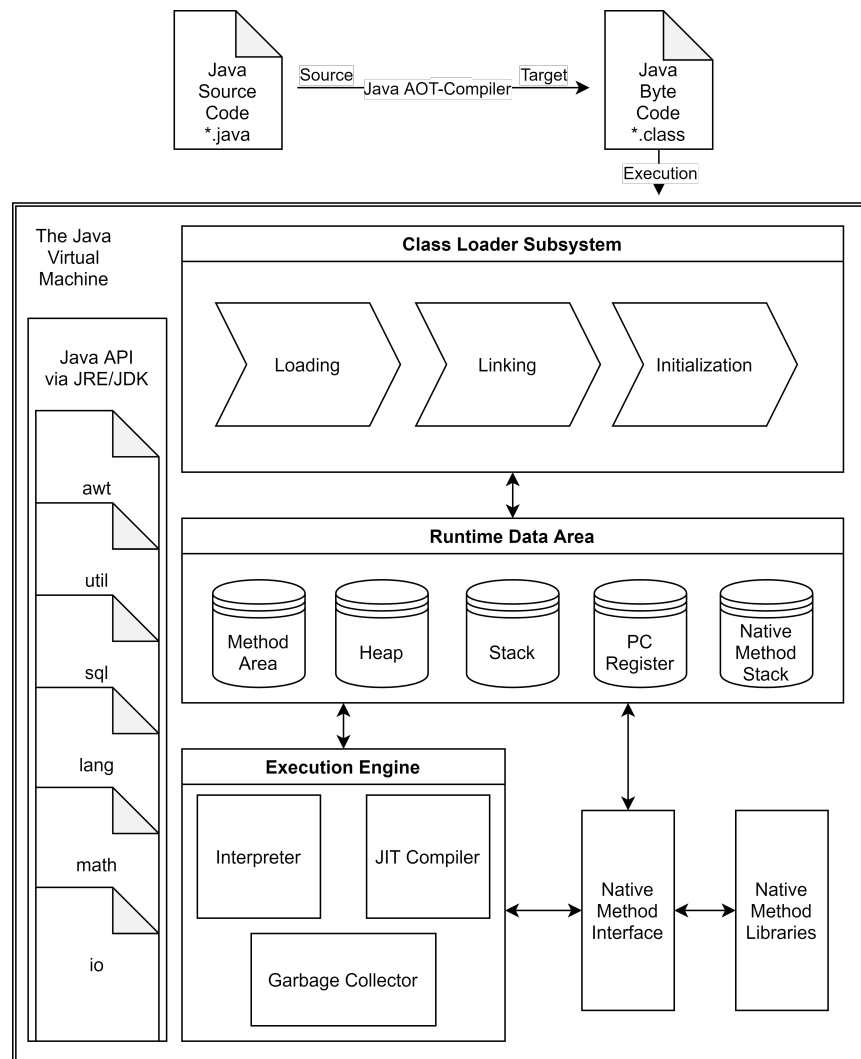 Java
Source
Code
*.java
Source
Java AOT-Compiler
Target
Java
Byte
Code
*.class
Execution
The Java
Virtual
Machine
Java API
via JRE/JDK
awt
util
sql
lang
math
io
Class Loader Subsystem
Loading
Linking
Initialization
Runtime Data Area
Method
Area
Heap
Stack
PC
Register
Native
Method
Stack
Execution Engine
Interpreter
JIT Compiler
Garbage Collector
Native
Method
Interface
Native
Method
Libraries